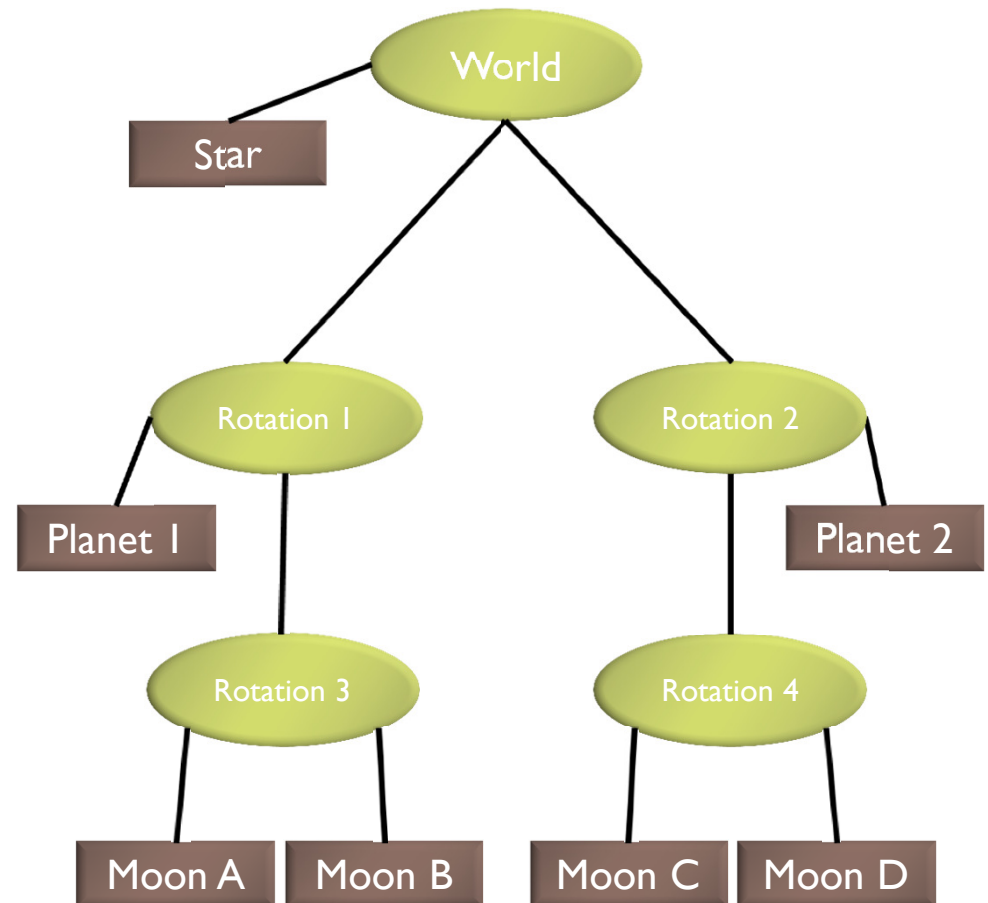 World
Star
Rotation 1
Rotation 2
Planet 1
Planet 2
Rotation 3
Rotation 4
Moon A
Moon B
Moon C
Moon D